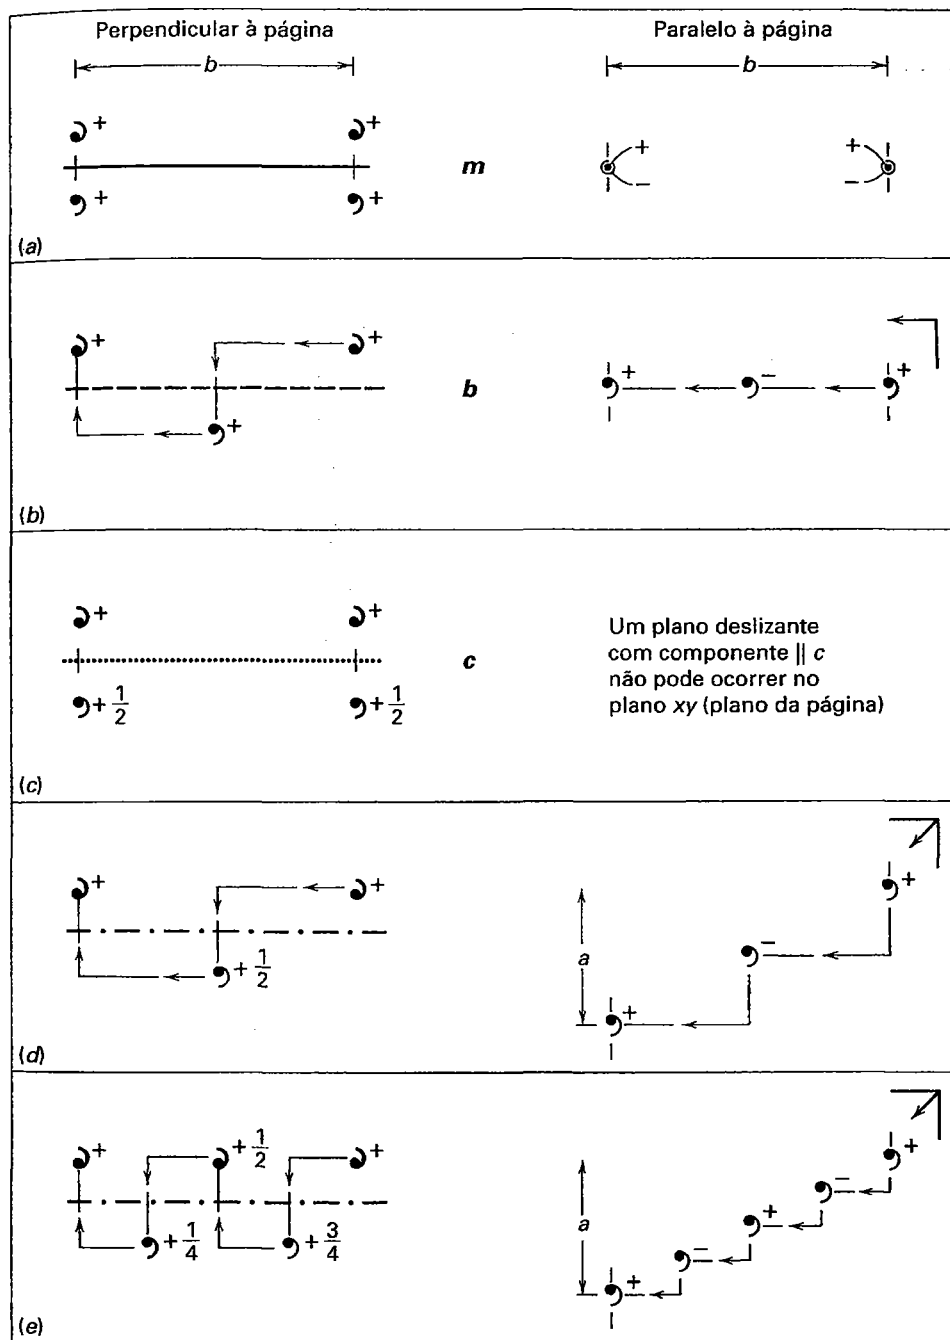 Perpendicular à página
Paralelo à página
b
b
+
+
+
+
m
+
+
−
−
(a)
+
+
+
b
+
−
+
(b)
+
+
c
+ 1/2
+ 1/2
Um plano deslizante
com componente || c
não pode ocorrer no
plano xy (plano da página)
(c)
+
+
+ 1/2
+
−
+
a
(d)
+
+ 1/2
+
+ 1/4
+ 3/4
+
−
+
−
+
a
(e)